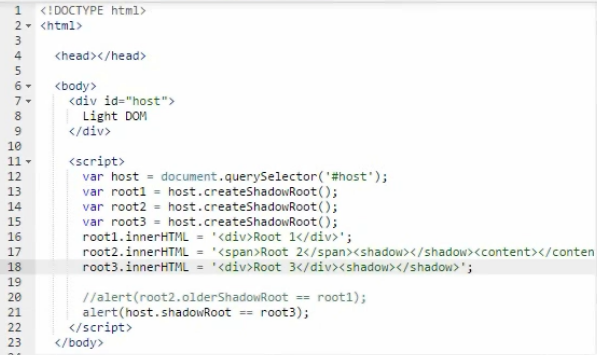 1 <!DOCTYPE html>
2 <html>
3
4 <head></head>
5
6 <body>
7 <div id="host">
8 Light DOM
9 </div>
10
11 <script>
12 var host = document.querySelector('#host');
13 var root1 = host.createShadowRoot();
14 var root2 = host.createShadowRoot();
15 var root3 = host.createShadowRoot();
16 root1.innerHTML = '<div>Root 1</div>';
17 root2.innerHTML = '<span>Root 2</span><shadow></shadow><content></conten
18 root3.innerHTML = '<div>Root 3</div><shadow></shadow>';
19
20 //alert(root2.olderShadowRoot == root1);
21 alert(host.shadowRoot == root3);
22 </script>
23 </body>